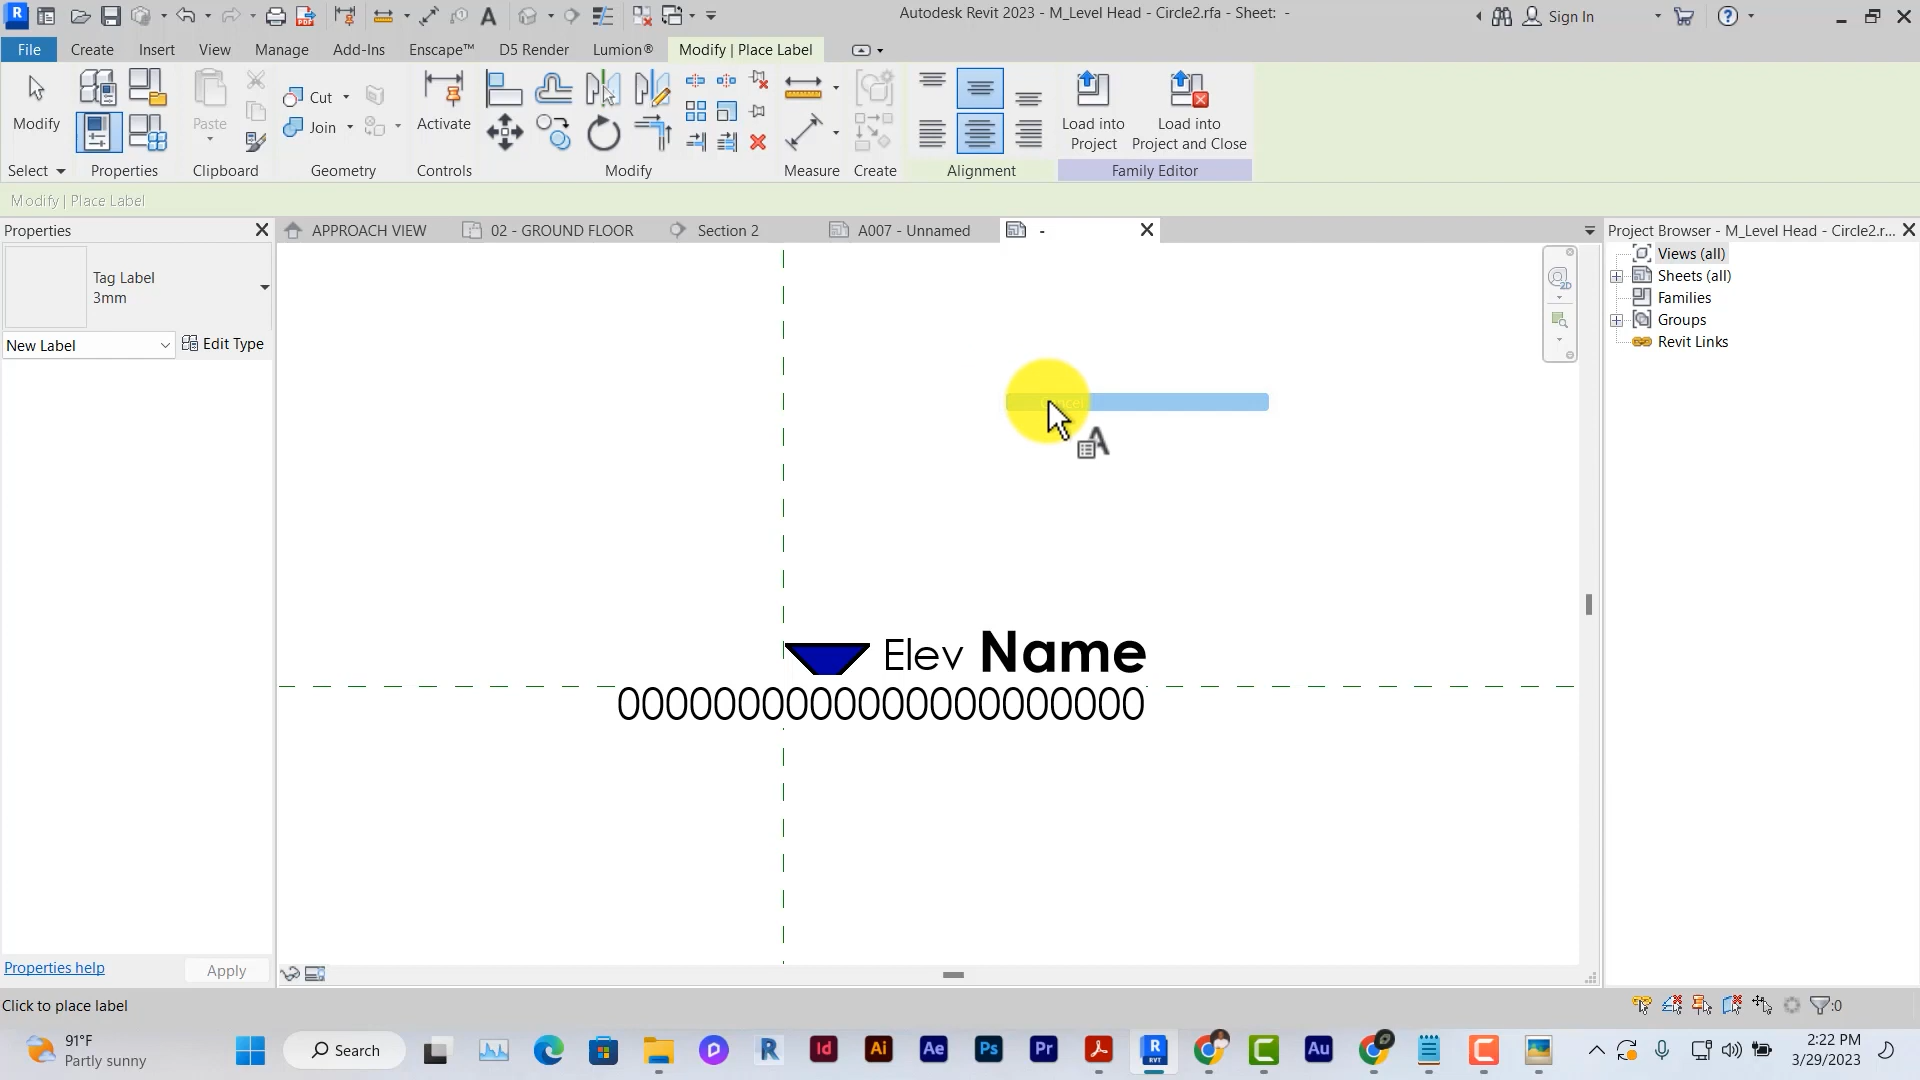 Autodesk Revit 2023 - M_Level Head - Circle2.rfa - Sheet: -
Sign In
File Create Insert View Manage Add-Ins Enscape™ D5 Render Lumion® Modify | Place Label
Modify
Paste
Cut
Join
Activate
Load into Project
Load into Project and Close
Select Properties Clipboard Geometry Controls Modify Measure Create Alignment Family Editor
Modify | Place Label
Properties
APPROACH VIEW
02 - GROUND FLOOR
Section 2
A007 - Unnamed
-
Project Browser - M_Level Head - Circle2.r...
Tag Label
3mm
New Label
Edit Type
Views (all)
Sheets (all)
Families
Groups
Revit Links
2D
Cancel
Elev Name
0000000000000000000000
Properties help
Apply
Click to place label
:0
91°F
Partly sunny
Search
2:22 PM
3/29/2023